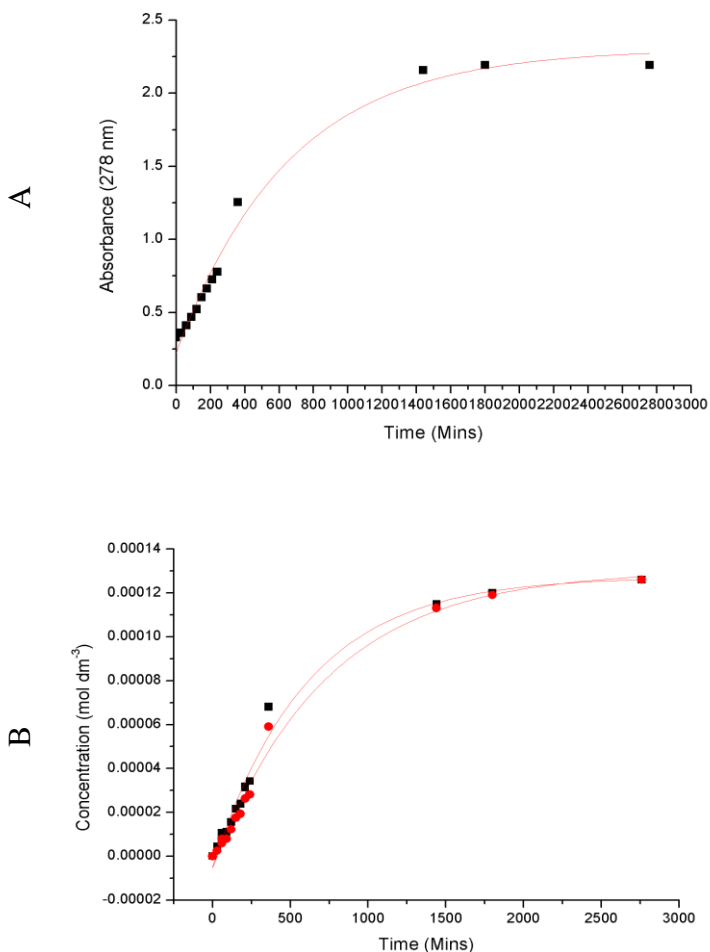 A
Absorbance (278 nm)
2.5
2.0
1.5
1.0
0.5
0.0
0 200 400 600 800 1000 1200 1400 1600 1800 2000 2200 2400 2600 2800 3000
Time (Mins)
B
Concentration (mol dm⁻³)
0.00014
0.00012
0.00010
0.00008
0.00006
0.00004
0.00002
0.00000
-0.00002
0 500 1000 1500 2000 2500 3000
Time (Mins)